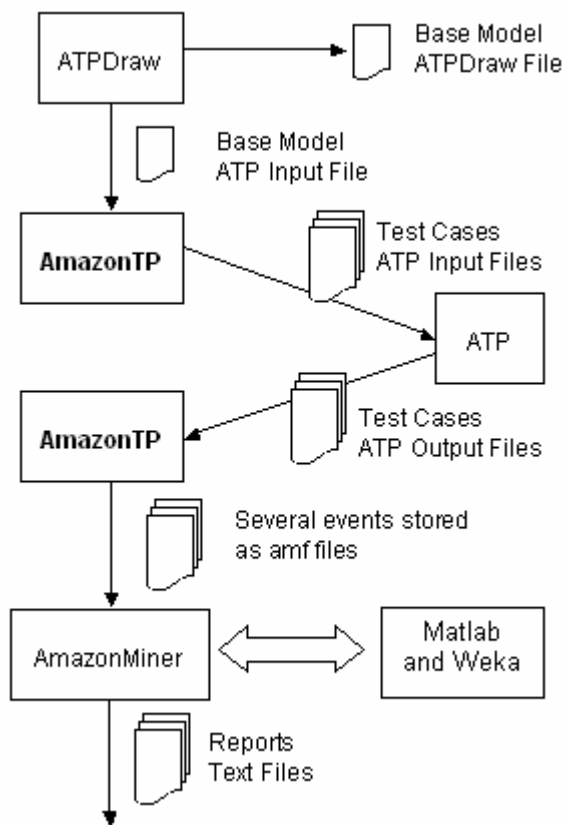 ATPDraw
Base Model
ATPDraw File
Base Model
ATP Input File
AmazonTP
Test Cases
ATP Input Files
ATP
AmazonTP
Test Cases
ATP Output Files
Several events stored
as amf files
AmazonMiner
Matlab
and Weka
Reports
Text Files